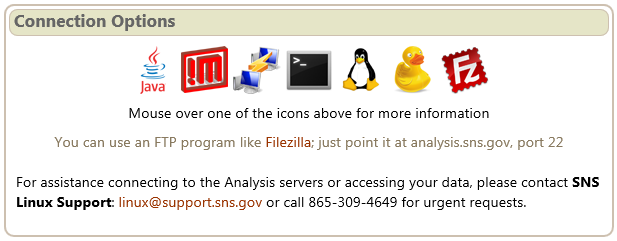 Connection Options
Java !M >_ Fz
Mouse over one of the icons above for more information
You can use an FTP program like Filezilla; just point it at analysis.sns.gov, port 22
For assistance connecting to the Analysis servers or accessing your data, please contact SNS
Linux Support: linux@support.sns.gov or call 865-309-4649 for urgent requests.